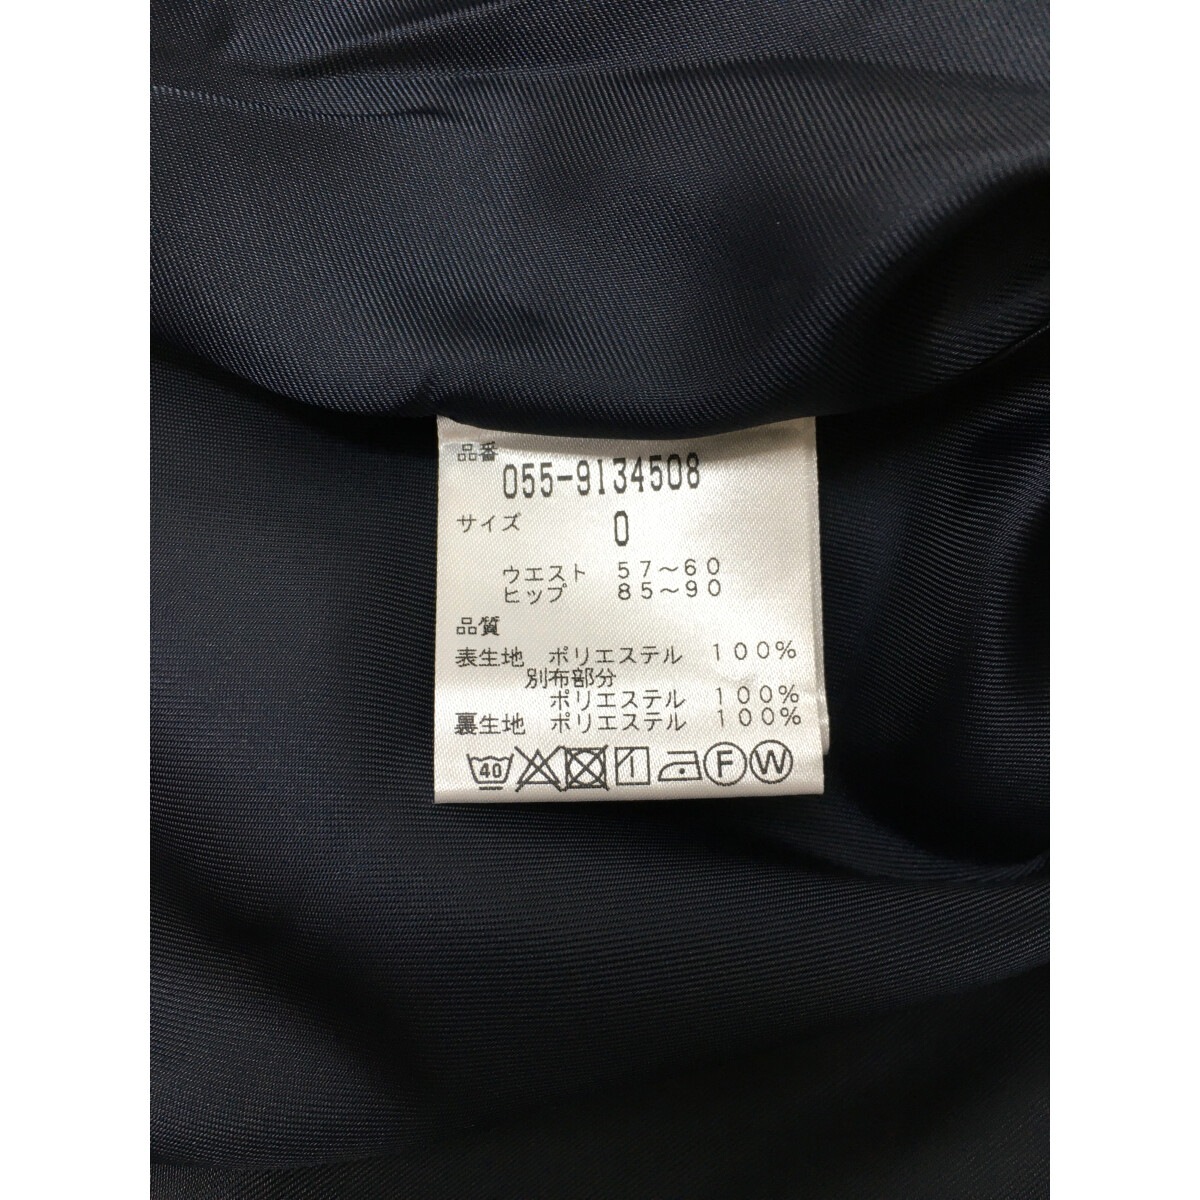 品番
055-9134508
サイズ 0
ウエスト 57〜60
ヒップ 85〜90
品質
表生地 ポリエステル 100%
別布部分
ポリエステル 100%
裏生地 ポリエステル 100%
40 F W